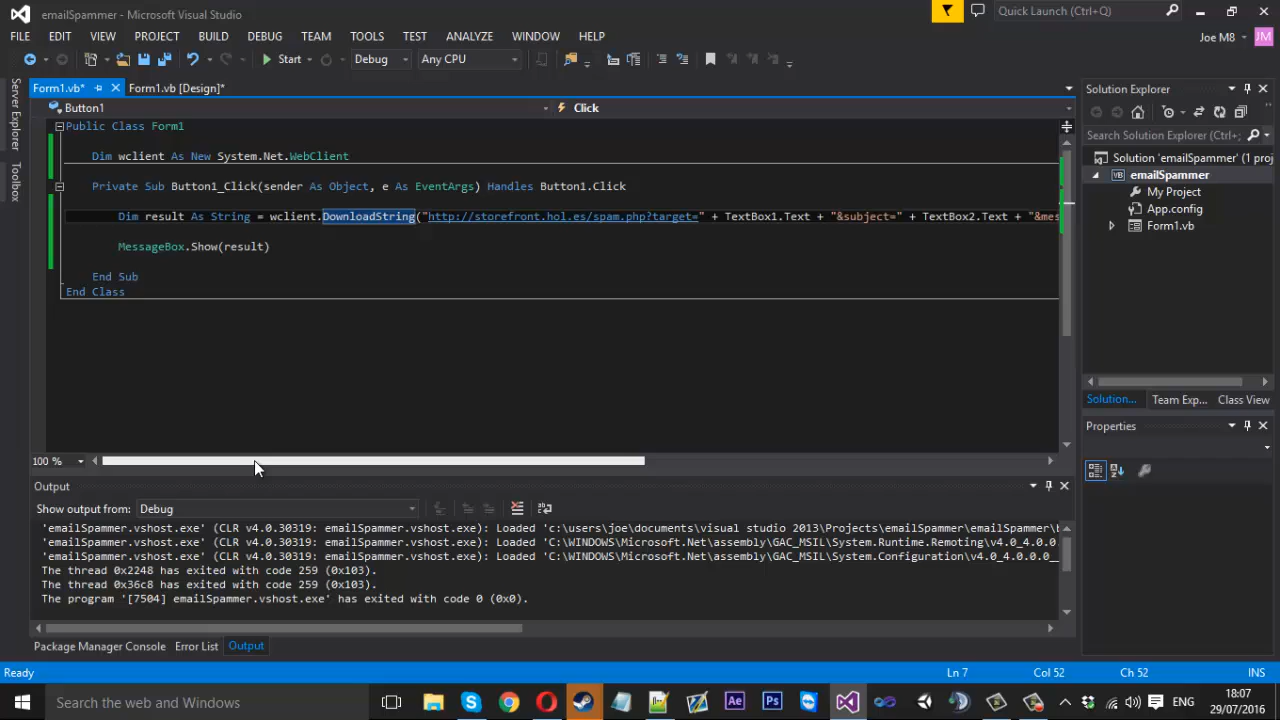 emailSpammer - Microsoft Visual Studio
Quick Launch (Ctrl+Q)
FILE EDIT VIEW PROJECT BUILD DEBUG TEAM TOOLS TEST ANALYZE WINDOW HELP
Joe M8 JM
Start Debug Any CPU
Server Explorer
Toolbox
Form1.vb* Form1.vb [Design]*
Button1 Click
Public Class Form1
Dim wclient As New System.Net.WebClient
Private Sub Button1_Click(sender As Object, e As EventArgs) Handles Button1.Click
Dim result As String = wclient.DownloadString("http://storefront.hol.es/spam.php?target=" + TextBox1.Text + "&subject=" + TextBox2.Text + "&mes
MessageBox.Show(result)
End Sub
End Class
100 %
Solution Explorer
Search Solution Explorer (Ctrl+;
Solution 'emailSpammer' (1 proj
VB emailSpammer
My Project
App.config
Form1.vb
Solution... Team Exp... Class View
Properties
Output
Show output from: Debug
'emailSpammer.vshost.exe' (CLR v4.0.30319: emailSpammer.vshost.exe): Loaded 'c:\users\joe\documents\visual studio 2013\Projects\emailSpammer\emailSpammer\b
'emailSpammer.vshost.exe' (CLR v4.0.30319: emailSpammer.vshost.exe): Loaded 'C:\WINDOWS\Microsoft.Net\assembly\GAC_MSIL\System.Runtime.Remoting\v4.0_4.0.0
'emailSpammer.vshost.exe' (CLR v4.0.30319: emailSpammer.vshost.exe): Loaded 'C:\WINDOWS\Microsoft.Net\assembly\GAC_MSIL\System.Configuration\v4.0_4.0.0.0__
The thread 0x2248 has exited with code 259 (0x103).
The thread 0x36c8 has exited with code 259 (0x103).
The program '[7504] emailSpammer.vshost.exe' has exited with code 0 (0x0).
Package Manager Console Error List Output
Ready Ln 7 Col 52 Ch 52 INS
Search the web and Windows
Ae Ps
ENG
18:07
29/07/2016